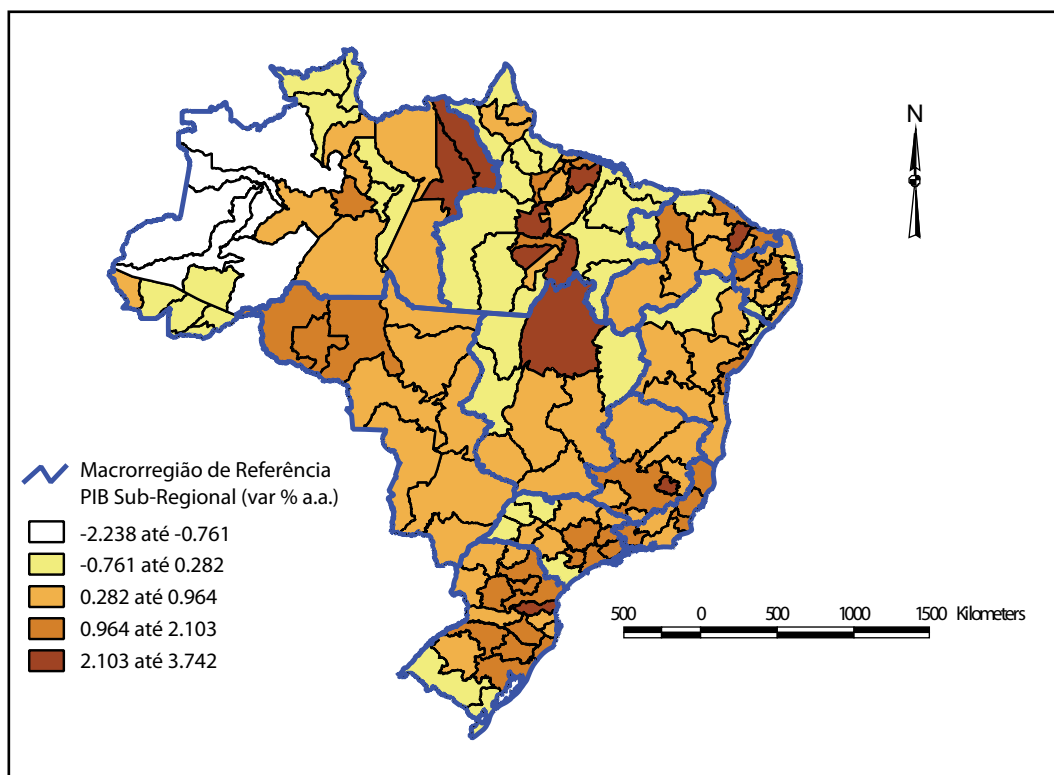 N
Macrorregião de Referência
PIB Sub-Regional (var % a.a.)
-2.238 até -0.761
-0.761 até 0.282
0.282 até 0.964
0.964 até 2.103
2.103 até 3.742
500 0 500 1000 1500 Kilometers